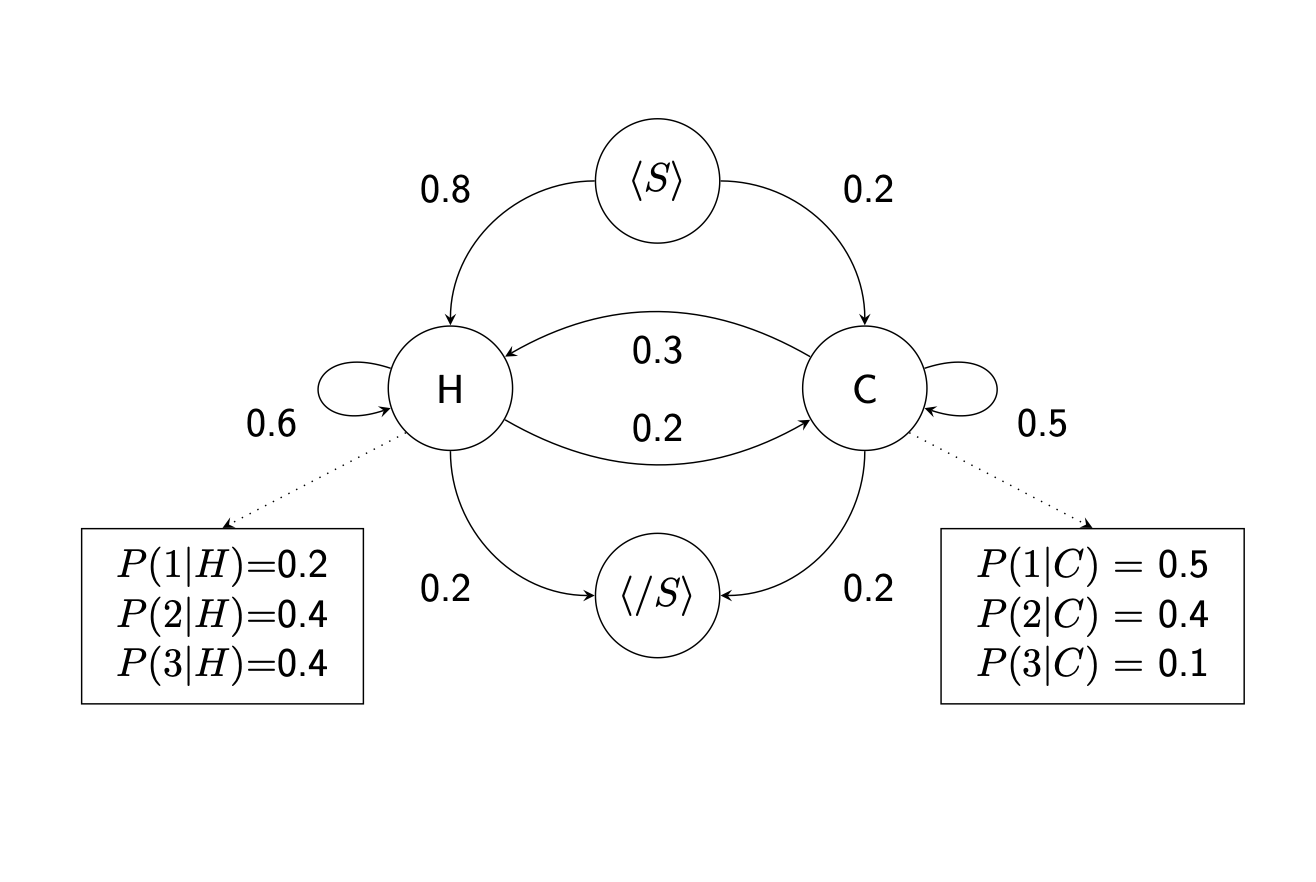 ⟨S⟩
0.8
0.2
0.3
H
C
0.2
0.6
0.5
P(1|H)=0.2
P(2|H)=0.4
P(3|H)=0.4
0.2
⟨/S⟩
0.2
P(1|C) = 0.5
P(2|C) = 0.4
P(3|C) = 0.1